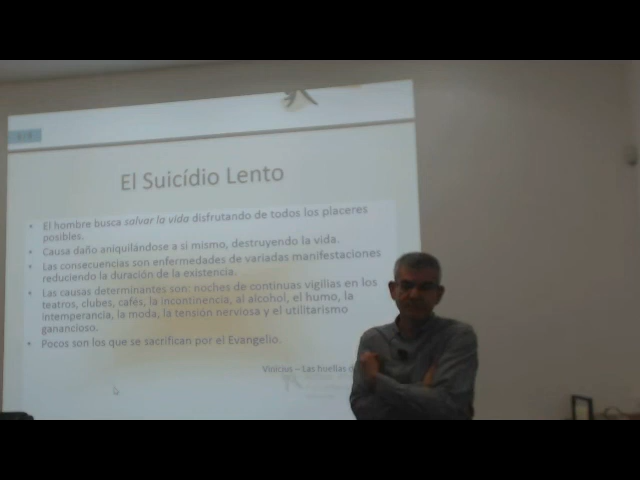 El Suicídio Lento
• El hombre busca salvar la vida disfrutando de todos los placeres
posibles.
• Causa daño aniquilándose a si mismo, destruyendo la vida.
• Las consecuencias son enfermedades de variadas manifestaciones
reduciendo la duración de la existencia.
• Las causas determinantes son: noches de continuas vigilias en los
teatros, clubes, cafés, la incontinencia, al alcohol, el humo, la
intemperancia, la moda, la tensión nerviosa y el utilitarismo
ganancioso.
• Pocos son los que se sacrifican por el Evangelio.
Vinícius – Las huellas